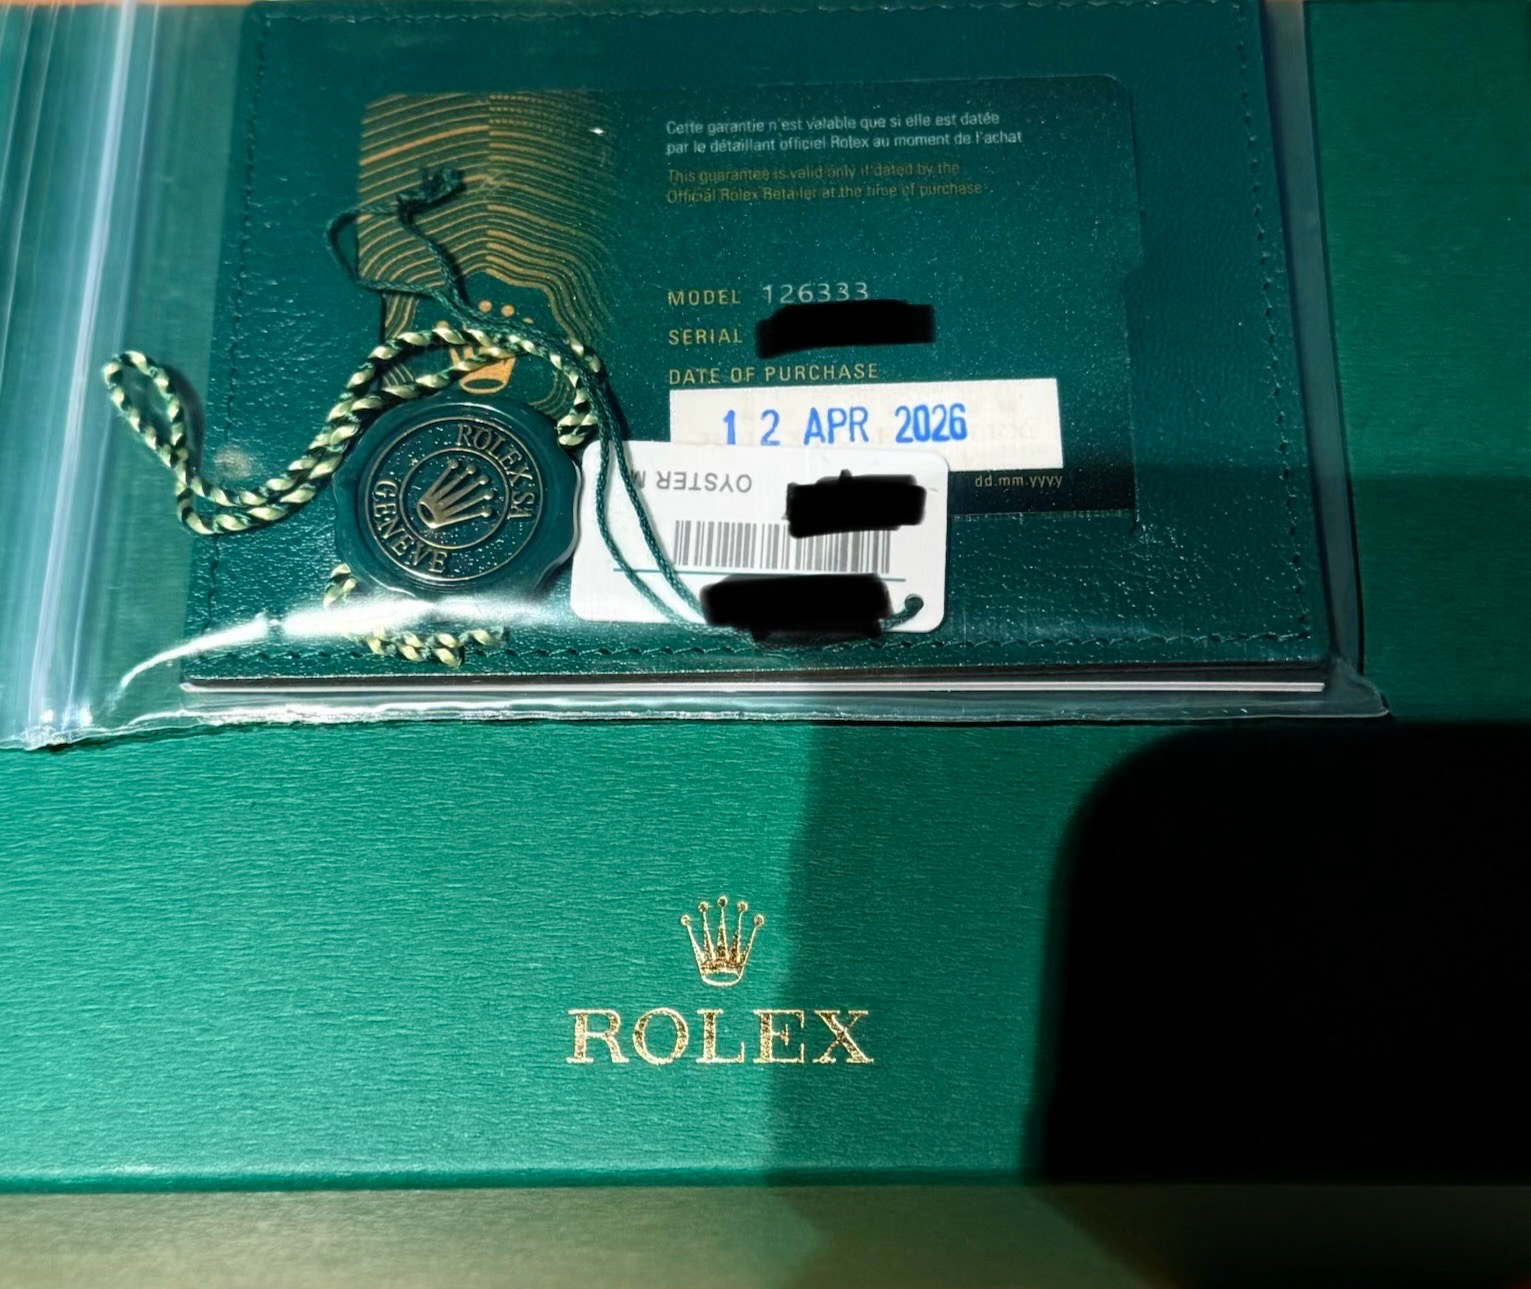 Cette garantie n'est valable que si elle est datée
par le détaillant officiel Rolex au moment de l'achat
This guarantee is valid only if dated by the
Official Rolex Retailer at the time of purchase
MODEL 126333
SERIAL
DATE OF PURCHASE
12 APR 2026
dd.mm.yyyy
OYSTER
ROLEX SA
GENEVE
ROLEX